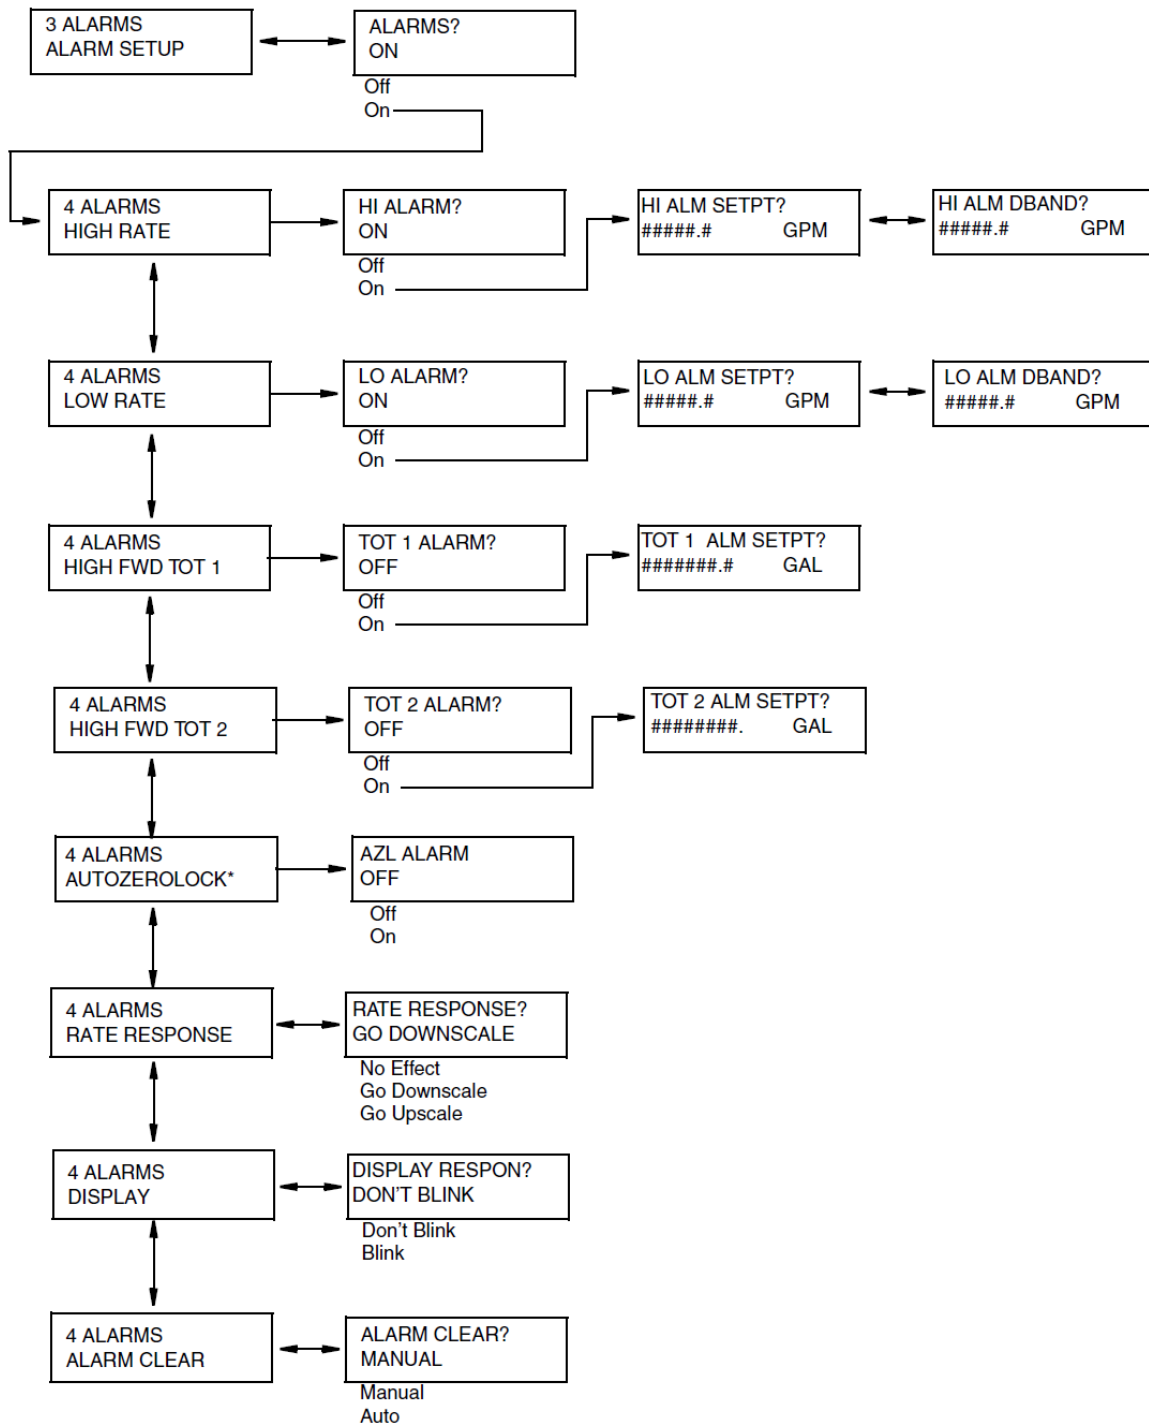 3 ALARMS
ALARM SETUP
ALARMS?
ON
Off
On
4 ALARMS
HIGH RATE
HI ALARM?
ON
Off
On
HI ALM SETPT?
#####.# GPM
HI ALM DBAND?
#####.# GPM
4 ALARMS
LOW RATE
LO ALARM?
ON
Off
On
LO ALM SETPT?
#####.# GPM
LO ALM DBAND?
#####.# GPM
4 ALARMS
HIGH FWD TOT 1
TOT 1 ALARM?
OFF
Off
On
TOT 1 ALM SETPT?
#######.# GAL
4 ALARMS
HIGH FWD TOT 2
TOT 2 ALARM?
OFF
Off
On
TOT 2 ALM SETPT?
########. GAL
4 ALARMS
AUTOZEROLOCK*
AZL ALARM
OFF
Off
On
4 ALARMS
RATE RESPONSE
RATE RESPONSE?
GO DOWNSCALE
No Effect
Go Downscale
Go Upscale
4 ALARMS
DISPLAY
DISPLAY RESPON?
DON'T BLINK
Don't Blink
Blink
4 ALARMS
ALARM CLEAR
ALARM CLEAR?
MANUAL
Manual
Auto